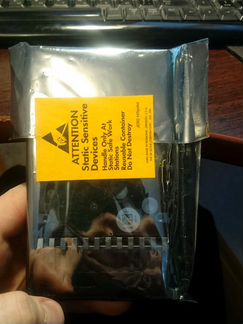 ATTENTION
Static Sensitive
Devices
Handle Only At
Static Safe Work
Stations
Reusable Container
Do Not Destroy